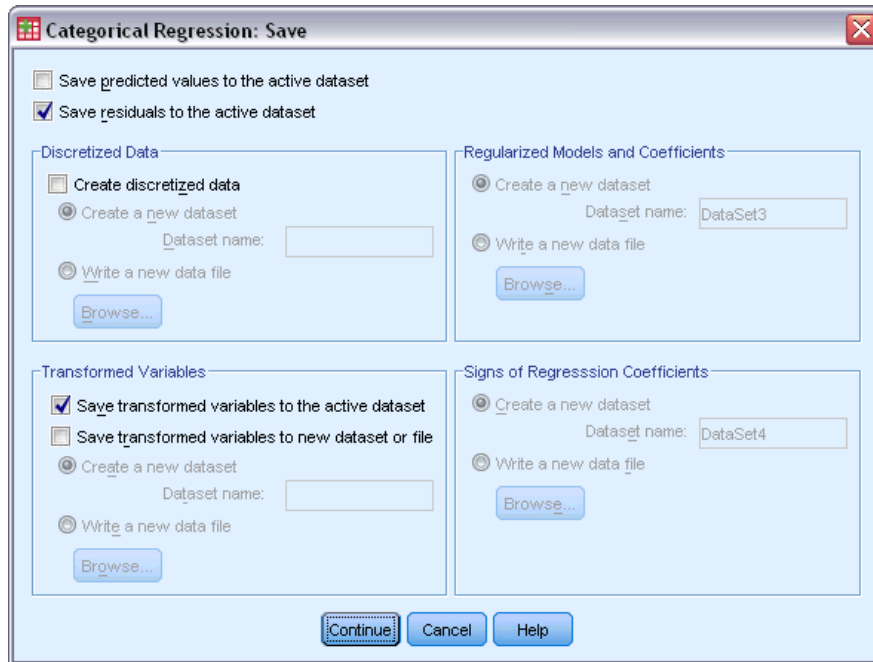 Categorical Regression: Save
Save predicted values to the active dataset
Save residuals to the active dataset
Discretized Data
Create discretized data
Create a new dataset
Dataset name:
Write a new data file
Browse...
Regularized Models and Coefficients
Create a new dataset
Dataset name: DataSet3
Write a new data file
Browse...
Transformed Variables
Save transformed variables to the active dataset
Save transformed variables to new dataset or file
Create a new dataset
Dataset name:
Write a new data file
Browse...
Signs of Regresssion Coefficients
Create a new dataset
Dataset name: DataSet4
Write a new data file
Browse...
Continue Cancel Help